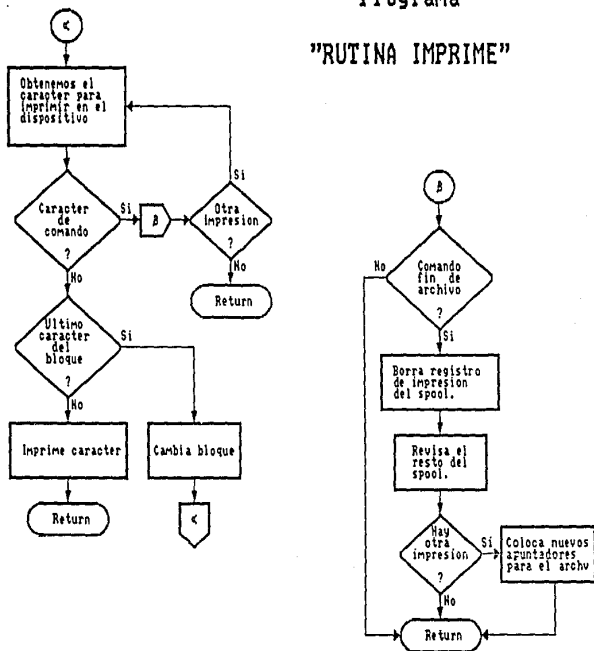 Programa
"RUTINA IMPRIME"
∝
Obtenemos el
caracter para
imprimir en el
dispositivo
Caracter
de
comando
?
Si
β
Otra
Impresion
?
Si
No
Return
No
Ultimo
caracter
del
bloque
?
Si
No
Imprime caracter
Cambia bloque
Return
∝
β
Comando
fin de
archivo
?
No
Si
Borra registro
de impresion
del spool.
Revisa el
resto del
spool.
Hay
otra
impresion
?
Si
Coloca nuevos
apuntadores
para el archv
No
Return